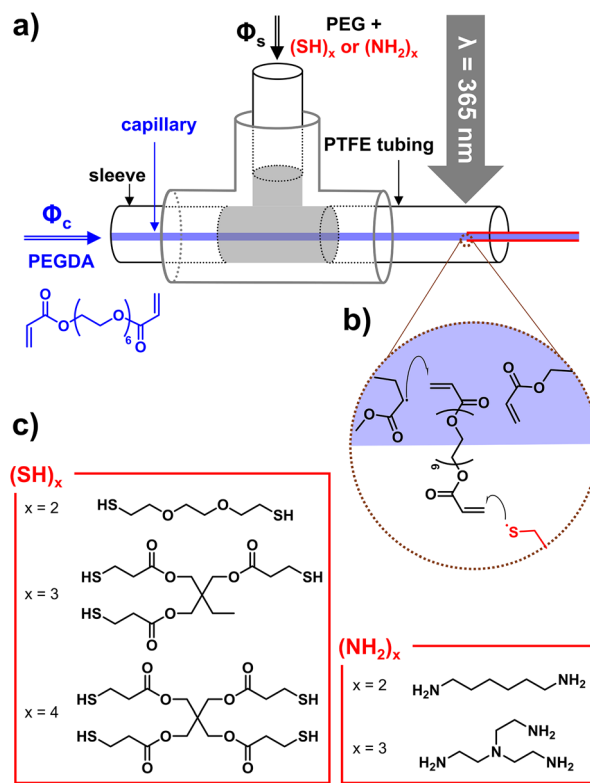 a)
Φs
PEG +
(SH)x or (NH2)x
λ = 365 nm
capillary
PTFE tubing
sleeve
Φc
PEGDA
O
O
O
6
O
b)
O
O
O
O
O
O
O
9
O
O
S
c)
(SH)x
x = 2
HS
O
O
SH
x = 3
O
O
HS
O
O
SH
HS
O
O
x = 4
O
O
HS
O
O
SH
HS
O
O
SH
O
O
(NH2)x
x = 2
H2N
NH2
x = 3
NH2
H2N
N
NH2